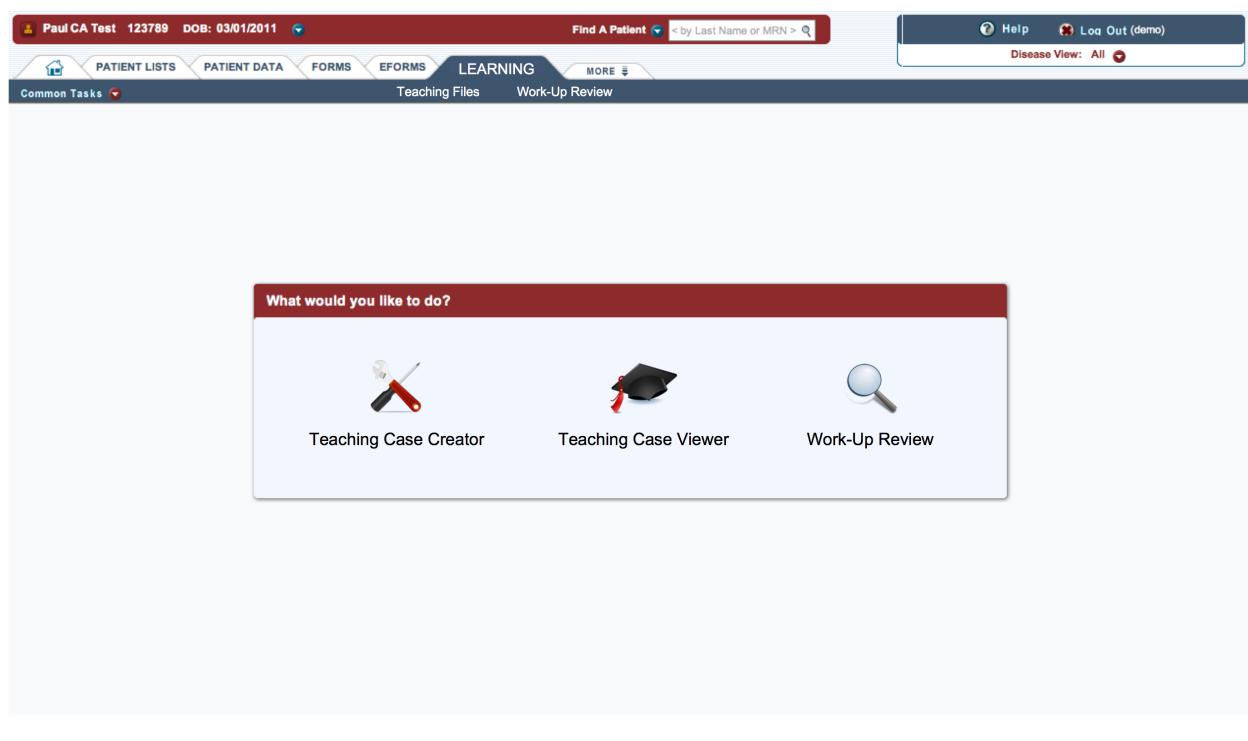 Paul CA Test 123789 DOB: 03/01/2011 Find A Patient < by Last Name or MRN > Help Log Out (demo)
Disease View: All
PATIENT LISTS PATIENT DATA FORMS EFORMS LEARNING MORE
Common Tasks Teaching Files Work-Up Review
What would you like to do?
Teaching Case Creator Teaching Case Viewer Work-Up Review